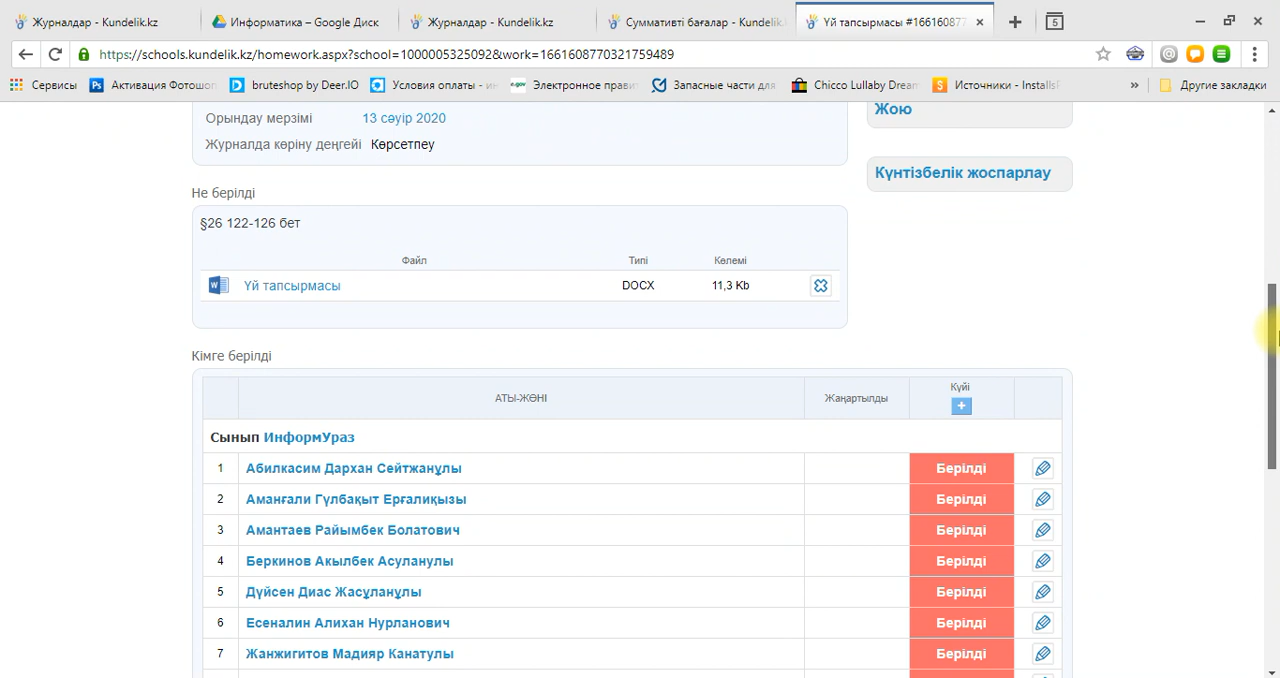 Журналдар - Kundelik.kz
Информатика – Google Диск
Журналдар - Kundelik.kz
Суммативті бағалар - Kundelik.
Үй тапсырмасы #16616087
5
https://schools.kundelik.kz/homework.aspx?school=1000005325092&work=1661608770321759489
Сервисы
Активация Фотошоп
bruteshop by Deer.IO
Условия оплаты - ин
Электронное прави
Запасные части для
Chicco Lullaby Dream
Источники - Installs
»
Другие закладки
Орындау мерзімі 13 сәуір 2020
Журналда көріну деңгейі Көрсетпеу
Жою
Күнтізбелік жоспарлау
Не берілді
§26 122-126 бет
Файл Типі Көлемі
Үй тапсырмасы DOCX 11,3 Kb
Кімге берілді
АТЫ-ЖӨНІ Жаңартылды Күйі
Сынып ИнформУраз
1 Абилкасим Дархан Сейтжанұлы Берілді
2 Аманғали Гүлбақыт Ерғалиқызы Берілді
3 Амантаев Райымбек Болатович Берілді
4 Беркинов Акылбек Асуланулы Берілді
5 Дүйсен Диас Жасұланұлы Берілді
6 Есеналин Алихан Нурланович Берілді
7 Жанжигитов Мадияр Канатулы Берілді